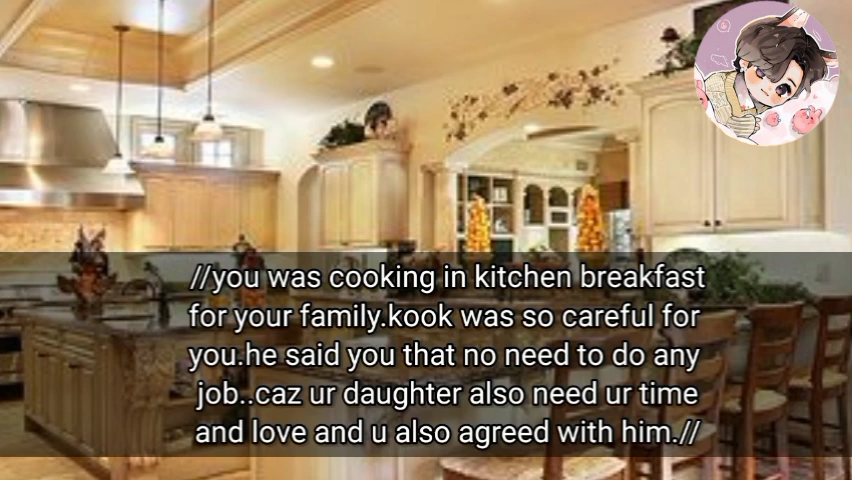 //you was cooking in kitchen breakfast
for your family.kook was so careful for
you.he said you that no need to do any
job..caz ur daughter also need ur time
and love and u also agreed with him.//